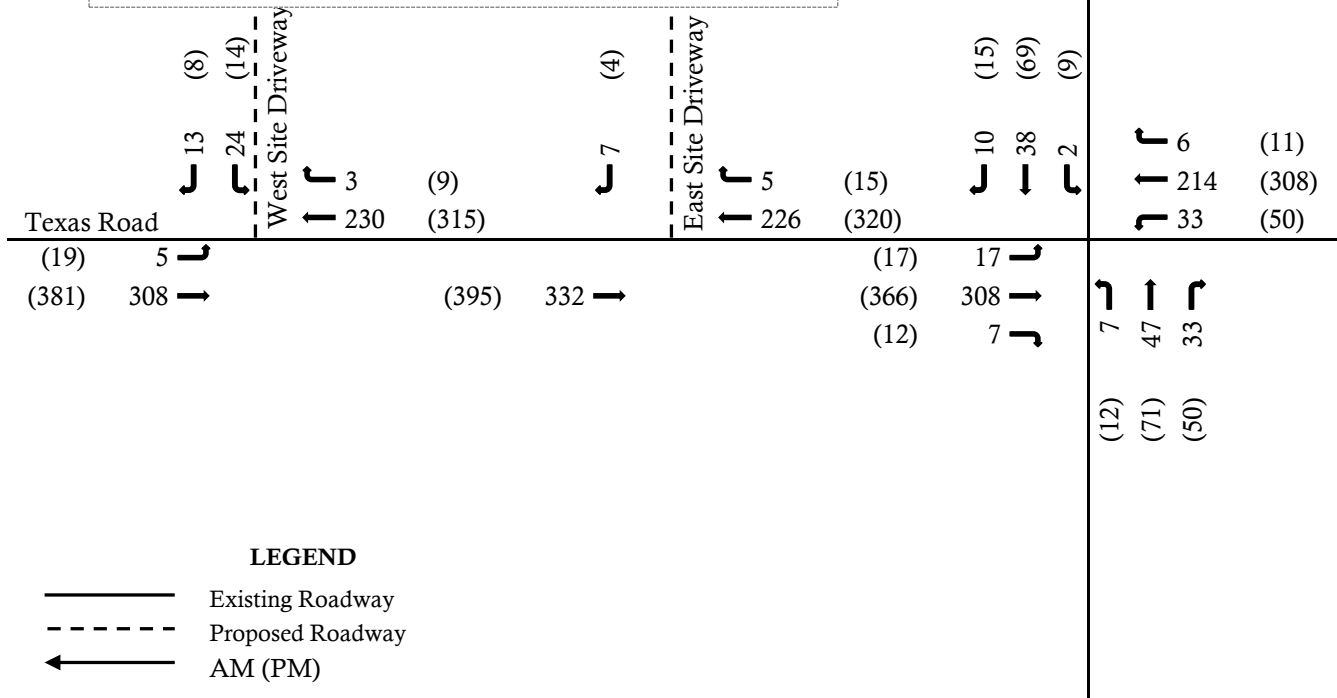 (8) (14) (4) (15) (69) (9)
West Site Driveway
East Site Driveway
13 24 7 10 38 2
6 (11)
3 (9) 5 (15) 214 (308)
Texas Road 230 (315) 226 (320) 33 (50)
(19) 5 (17) 17
(381) 308 (395) 332 (366) 308
(12) 7
7 47 33
(12) (71) (50)
LEGEND
Existing Roadway
Proposed Roadway
AM (PM)